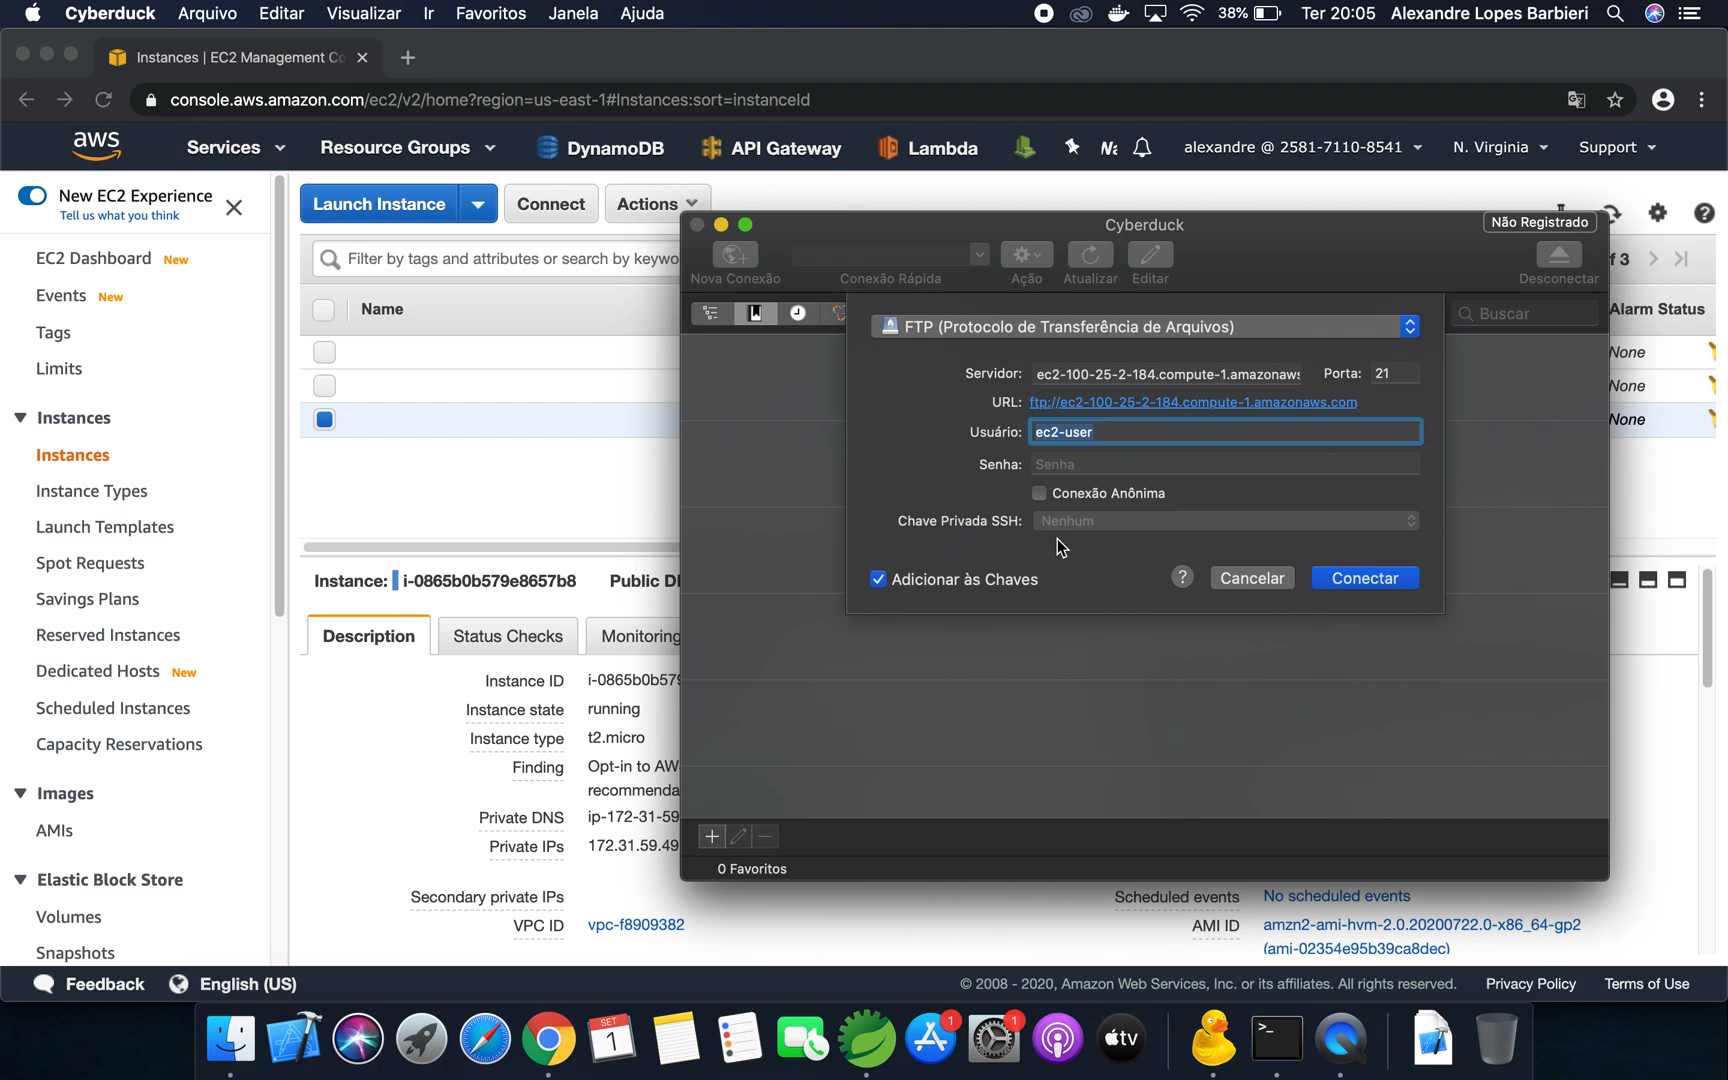 Cyberduck Arquivo Editar Visualizar Ir Favoritos Janela Ajuda 38% Ter 20:05 Alexandre Lopes Barbieri
Instances | EC2 Management Co
console.aws.amazon.com/ec2/v2/home?region=us-east-1#Instances:sort=instanceId
aws Services Resource Groups DynamoDB API Gateway Lambda alexandre @ 2581-7110-8541 N. Virginia Support
New EC2 Experience
Tell us what you think
EC2 Dashboard New
Events New
Tags
Limits
Instances
Instances
Instance Types
Launch Templates
Spot Requests
Savings Plans
Reserved Instances
Dedicated Hosts New
Scheduled Instances
Capacity Reservations
Images
AMIs
Elastic Block Store
Volumes
Snapshots
Launch Instance Connect Actions
Filter by tags and attributes or search by keywo
f 3
Name
Alarm Status
None
None
None
Cyberduck
Não Registrado
Nova Conexão Conexão Rápida Ação Atualizar Editar Desconectar
Buscar
FTP (Protocolo de Transferência de Arquivos)
Servidor: ec2-100-25-2-184.compute-1.amazonaws Porta: 21
URL: ftp://ec2-100-25-2-184.compute-1.amazonaws.com
Usuário: ec2-user
Senha: Senha
Conexão Anônima
Chave Privada SSH: Nenhum
Adicionar às Chaves ? Cancelar Conectar
0 Favoritos
Instance: i-0865b0b579e8657b8 Public D
Description Status Checks Monitoring
Instance ID i-0865b0b579
Instance state running
Instance type t2.micro
Finding Opt-in to AW
recommenda
Private DNS ip-172-31-59
Private IPs 172.31.59.49
Secondary private IPs
VPC ID vpc-f8909382
Scheduled events No scheduled events
AMI ID amzn2-ami-hvm-2.0.20200722.0-x86_64-gp2
(ami-02354e95b39ca8dec)
Feedback English (US) © 2008 - 2020, Amazon Web Services, Inc. or its affiliates. All rights reserved. Privacy Policy Terms of Use
SET
1
1
1
tv